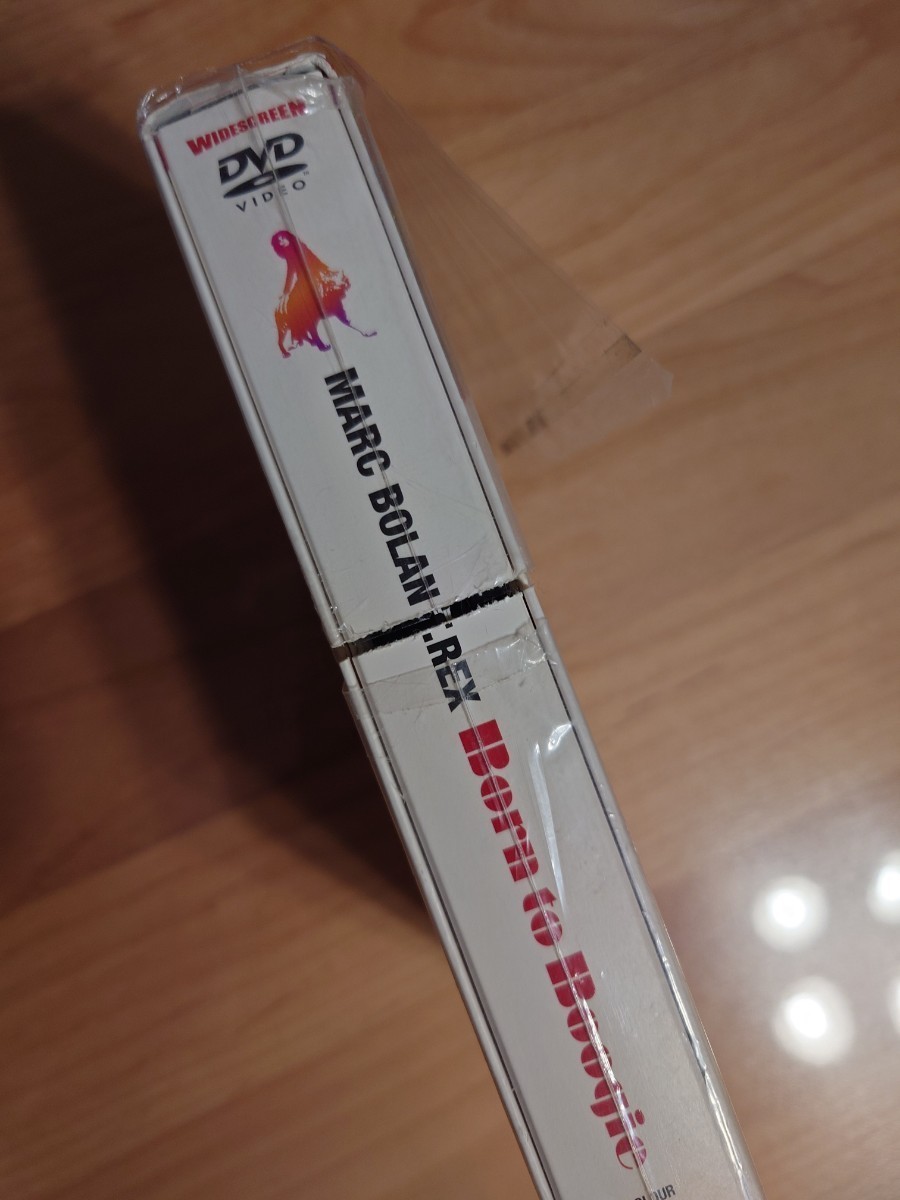 WIDESCREEN
DVD
VIDEO
MARC BOLAN T.REX
Born to Boogie